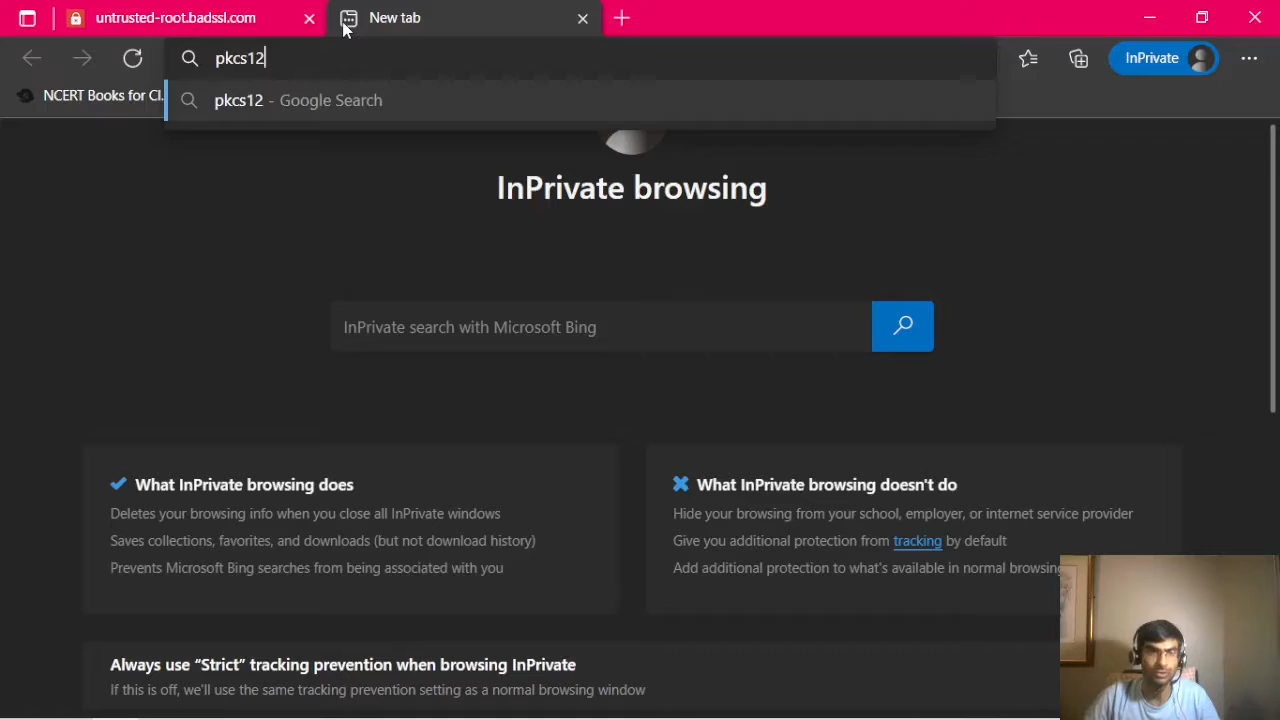 untrusted-root.badssl.com
New tab
pkcs12
InPrivate
NCERT Books for Cl...
pkcs12 - Google Search
InPrivate browsing
InPrivate search with Microsoft Bing
What InPrivate browsing does
Deletes your browsing info when you close all InPrivate windows
Saves collections, favorites, and downloads (but not download history)
Prevents Microsoft Bing searches from being associated with you
What InPrivate browsing doesn't do
Hide your browsing from your school, employer, or internet service provider
Give you additional protection from tracking by default
Add additional protection to what's available in normal browsing
Always use “Strict” tracking prevention when browsing InPrivate
If this is off, we'll use the same tracking prevention setting as a normal browsing window